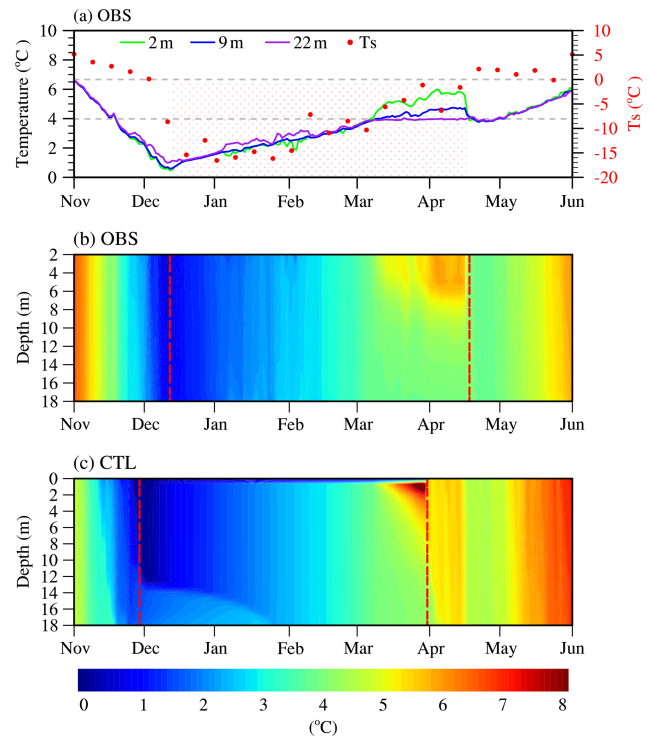 (a) OBS
2 m 9 m 22 m Ts
Temperature (°C )
10
8
6
4
2
0
10
5
0
-5
-10
-15
-20
Ts (°C )
Nov Dec Jan Feb Mar Apr May Jun
(b) OBS
Depth (m)
2
4
6
8
10
12
14
16
18
Nov Dec Jan Feb Mar Apr May Jun
(c) CTL
Depth (m)
0
2
4
6
8
10
12
14
16
18
Nov Dec Jan Feb Mar Apr May Jun
0 1 2 3 4 5 6 7 8
(°C)